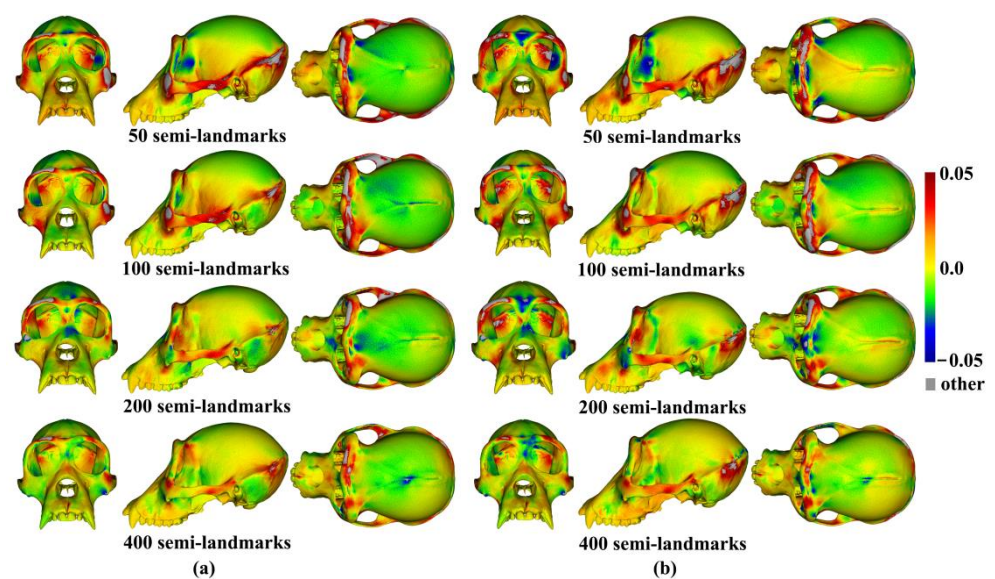 50 semi-landmarks 50 semi-landmarks
0.05
100 semi-landmarks 100 semi-landmarks
0.0
−0.05
other
200 semi-landmarks 200 semi-landmarks
400 semi-landmarks 400 semi-landmarks
(a) (b)